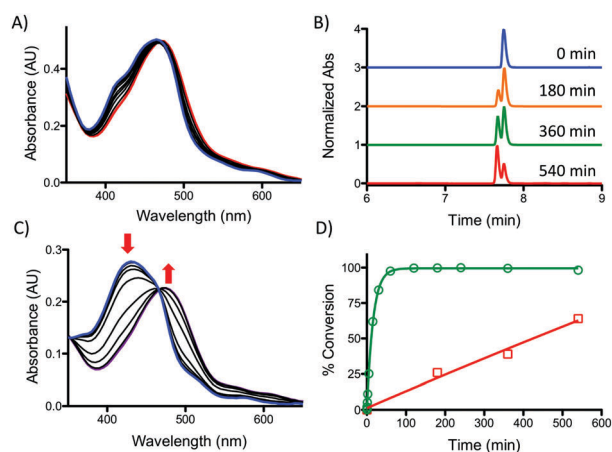 A)
0.4
0.2
0.0
400
500
600
Absorbance (AU)
Wavelength (nm)
B)
4
3
2
1
0
6
7
8
9
Normalized Abs
Time (min)
0 min
180 min
360 min
540 min
C)
0.3
0.2
0.1
0.0
400
500
600
Absorbance (AU)
Wavelength (nm)
D)
100
75
50
25
0
0
100
200
300
400
500
600
% Conversion
Time (min)